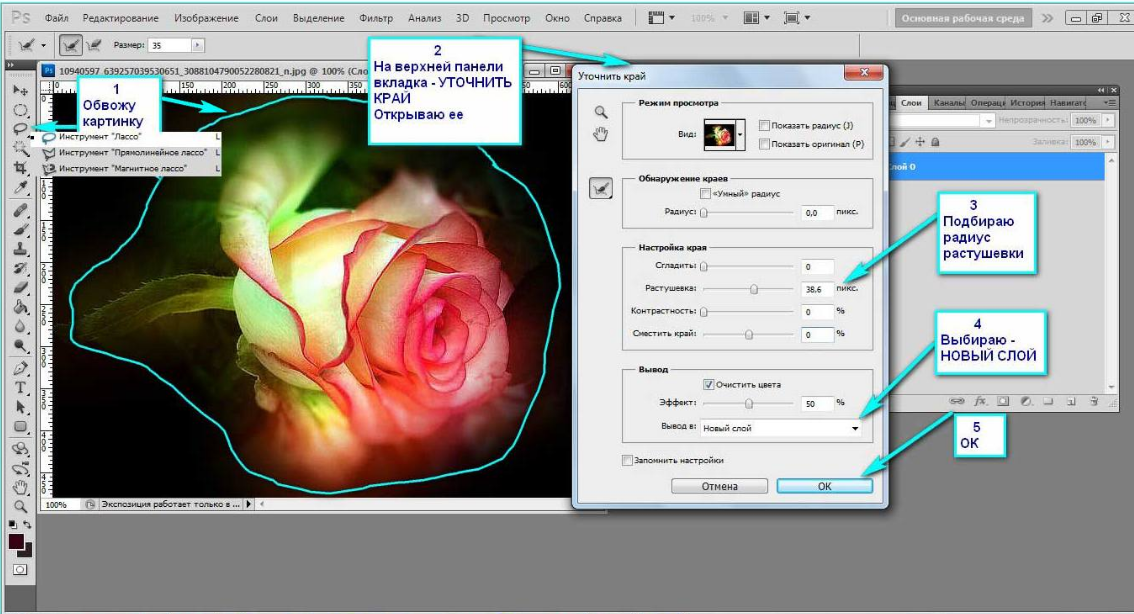 Ps Файл Редактирование Изображение Слои Выделение Фильтр Анализ 3D Просмотр Окно Справка 100% Основная рабочая среда
Размер: 35
10940597_639257039530651_3088104790052280821_n.jpg @ 100% (Сло
1
Обвожу
картинку
Инструмент "Лассо" L
Инструмент "Прямолинейное лассо" L
Инструмент "Магнитное лассо" L
2
На верхней панели
вкладка - УТОЧНИТЬ
КРАЙ
Открываю ее
Уточнить край
Режим просмотра
Вид:
Показать радиус (J)
Показать оригинал (P)
Обнаружение краев
«Умный» радиус
Радиус: 0,0 пикс.
Настройка края
Сгладить: 0
Растушевка: 38,6 пикс.
Контрастность: 0 %
Сместить край: 0 %
Вывод
Очистить цвета
Эффект: 50 %
Вывод в: Новый слой
Запомнить настройки
Отмена OK
Слои Каналы Операци История Навигатс
Непрозрачность: 100%
Заливка: 100%
лой 0
3
Подбираю
радиус
растушевки
4
Выбираю -
НОВЫЙ СЛОЙ
5
ОК
100% Экспозиция работает только в ...